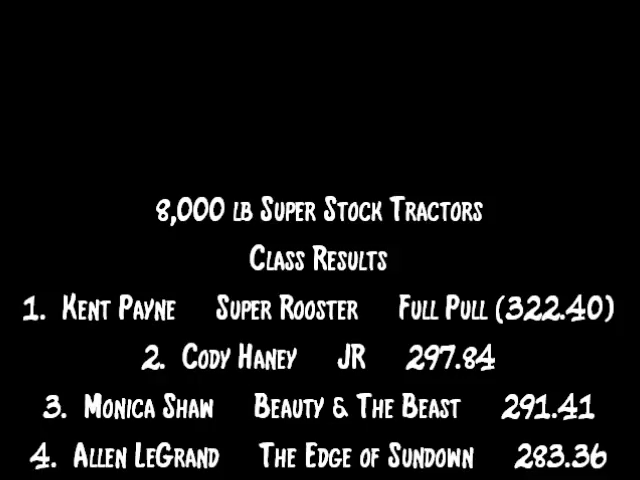 8,000 lb Super Stock Tractors
Class Results
1. Kent Payne Super Rooster Full Pull (322.40)
2. Cody Haney JR 297.84
3. Monica Shaw Beauty & The Beast 291.41
4. Allen LeGrand The Edge of Sundown 283.36